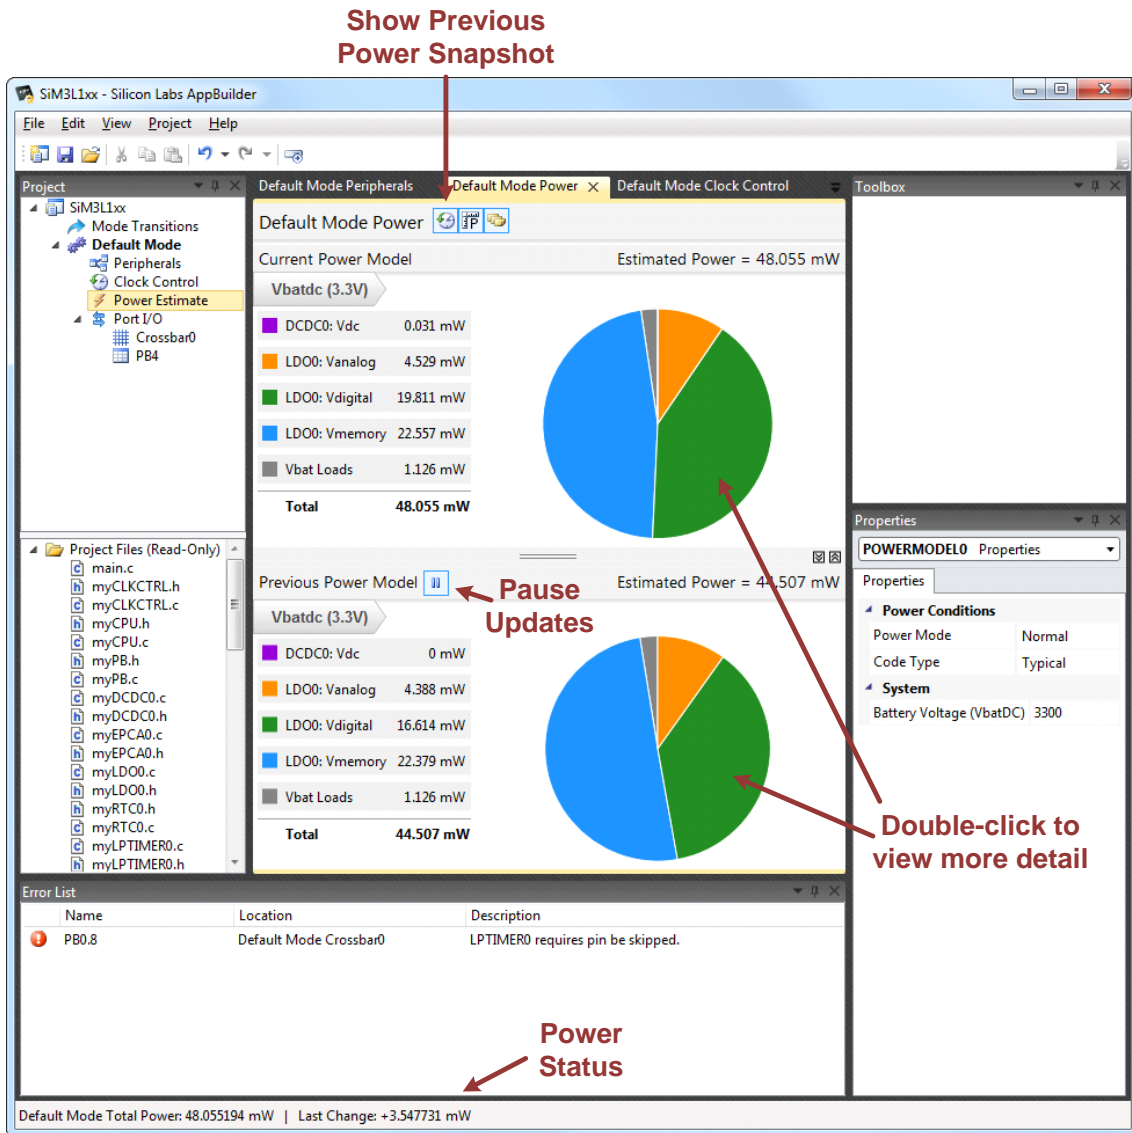 Show Previous
Power Snapshot
SiM3L1xx - Silicon Labs AppBuilder
File Edit View Project Help
Project
SiM3L1xx
Mode Transitions
Default Mode
Peripherals
Clock Control
Power Estimate
Port I/O
Crossbar0
PB4
Project Files (Read-Only)
main.c
myCLKCTRL.h
myCLKCTRL.c
myCPU.h
myCPU.c
myPB.h
myPB.c
myDCDC0.c
myDCDC0.h
myEPCA0.c
myEPCA0.h
myLDO0.c
myLDO0.h
myRTC0.h
myRTC0.c
myLPTIMER0.c
myLPTIMER0.h
Default Mode Peripherals Default Mode Power Default Mode Clock Control
Default Mode Power
Current Power Model Estimated Power = 48.055 mW
Vbatdc (3.3V)
DCDC0: Vdc 0.031 mW
LDO0: Vanalog 4.529 mW
LDO0: Vdigital 19.811 mW
LDO0: Vmemory 22.557 mW
Vbat Loads 1.126 mW
Total 48.055 mW
Previous Power Model Estimated Power = 44.507 mW
Pause
Updates
Vbatdc (3.3V)
DCDC0: Vdc 0 mW
LDO0: Vanalog 4.388 mW
LDO0: Vdigital 16.614 mW
LDO0: Vmemory 22.379 mW
Vbat Loads 1.126 mW
Total 44.507 mW
Toolbox
Properties
POWERMODEL0 Properties
Properties
Power Conditions
Power Mode Normal
Code Type Typical
System
Battery Voltage (VbatDC) 3300
Double-click to
view more detail
Error List
Name Location Description
PB0.8 Default Mode Crossbar0 LPTIMER0 requires pin be skipped.
Power
Status
Default Mode Total Power: 48.055194 mW | Last Change: +3.547731 mW